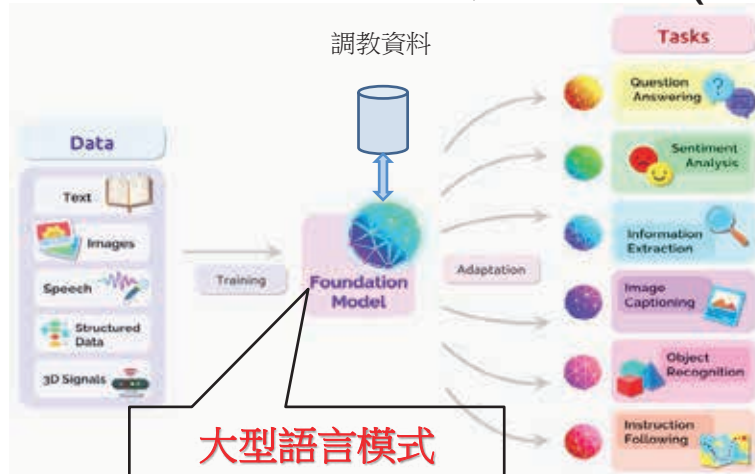 調教資料
Data
Text
Images
Speech
Structured
Data
3D Signals
Training
Foundation
Model
Adaptation
Tasks
Question
Answering
Sentiment
Analysis
Information
Extraction
Image
Captioning
Object
Recognition
Instruction
Following
大型語言模式